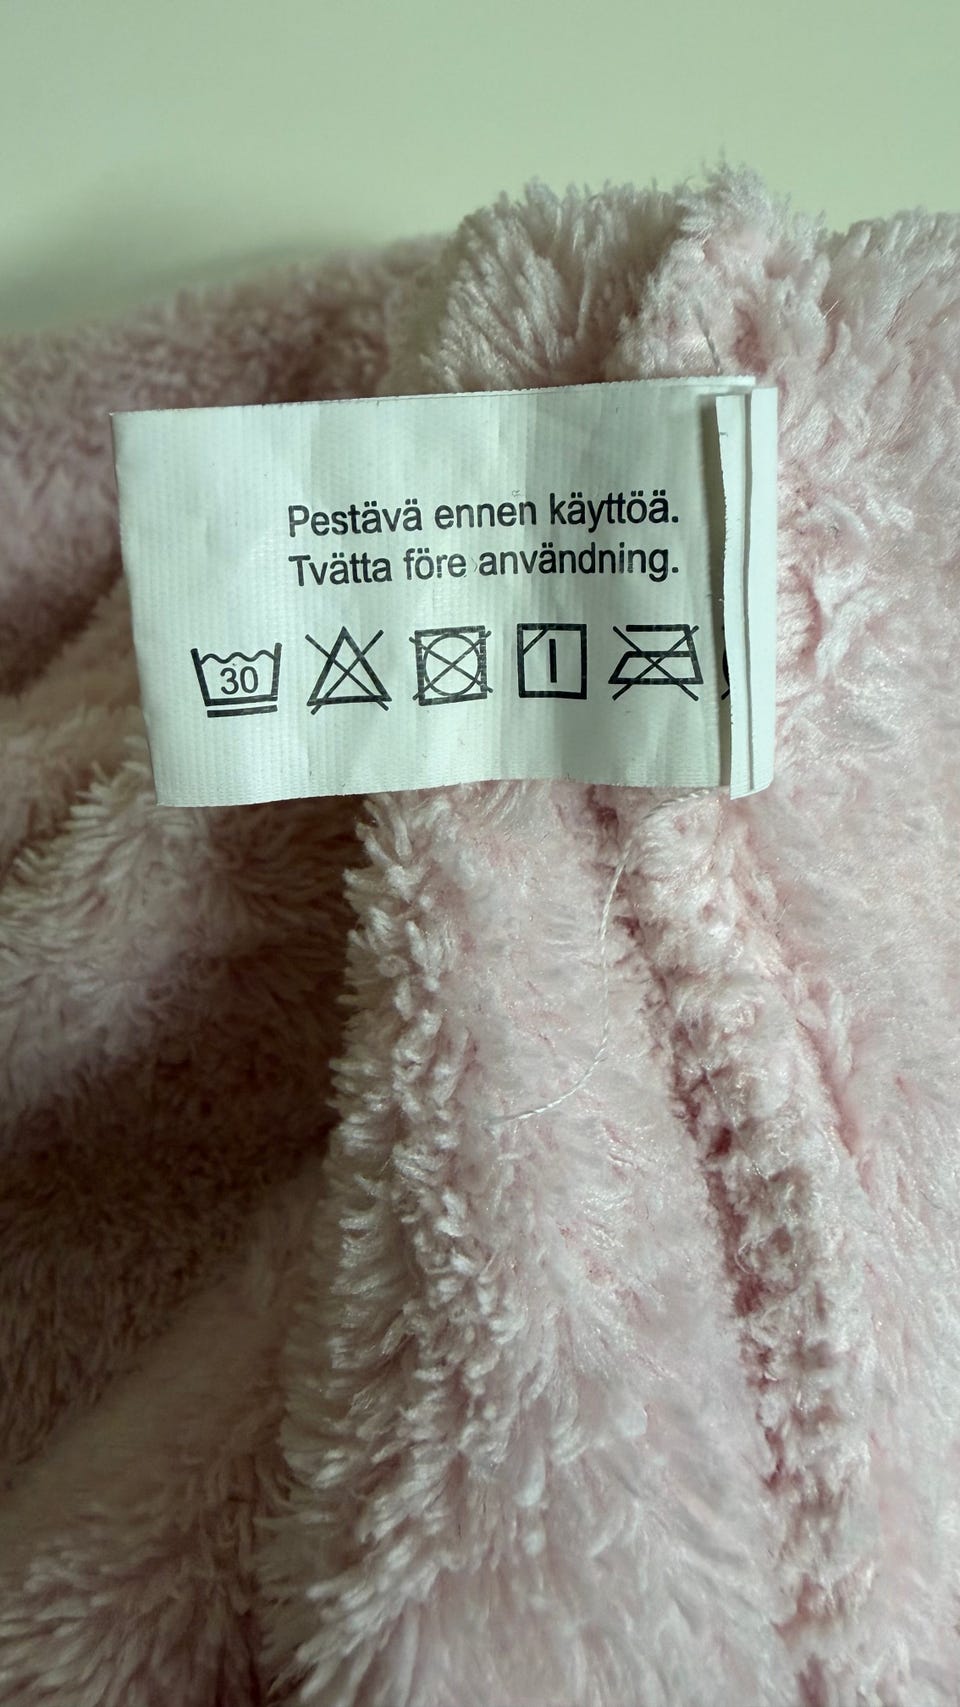 Pestävä ennen käyttöä.
Tvätta före användning.
30